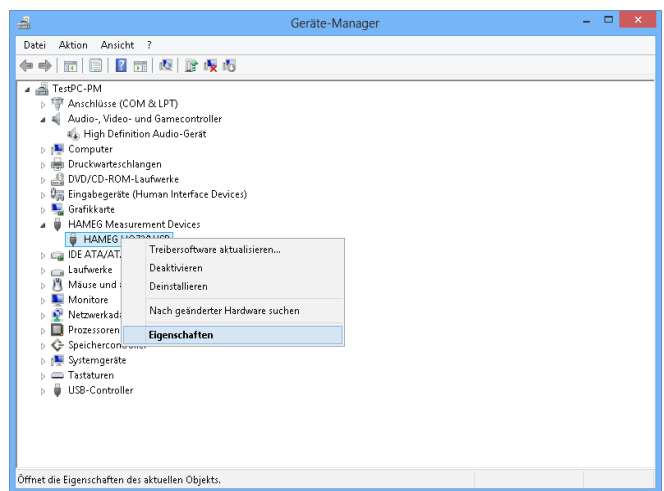 Geräte-Manager
Datei Aktion Ansicht ?
TestPC-PM
Anschlüsse (COM & LPT)
Audio-, Video- und Gamecontroller
High Definition Audio-Gerät
Computer
Druckwarteschlangen
DVD/CD-ROM-Laufwerke
Eingabegeräte (Human Interface Devices)
Grafikkarte
HAMEG Measurement Devices
HAMEG
Treibersoftware aktualisieren...
Deaktivieren
Deinstallieren
Nach geänderter Hardware suchen
Eigenschaften
IDE ATA/AT
Laufwerke
Mäuse und
Monitore
Netzwerkad
Prozessoren
Speichercontroller
Systemgeräte
Tastaturen
USB-Controller
Öffnet die Eigenschaften des aktuellen Objekts.